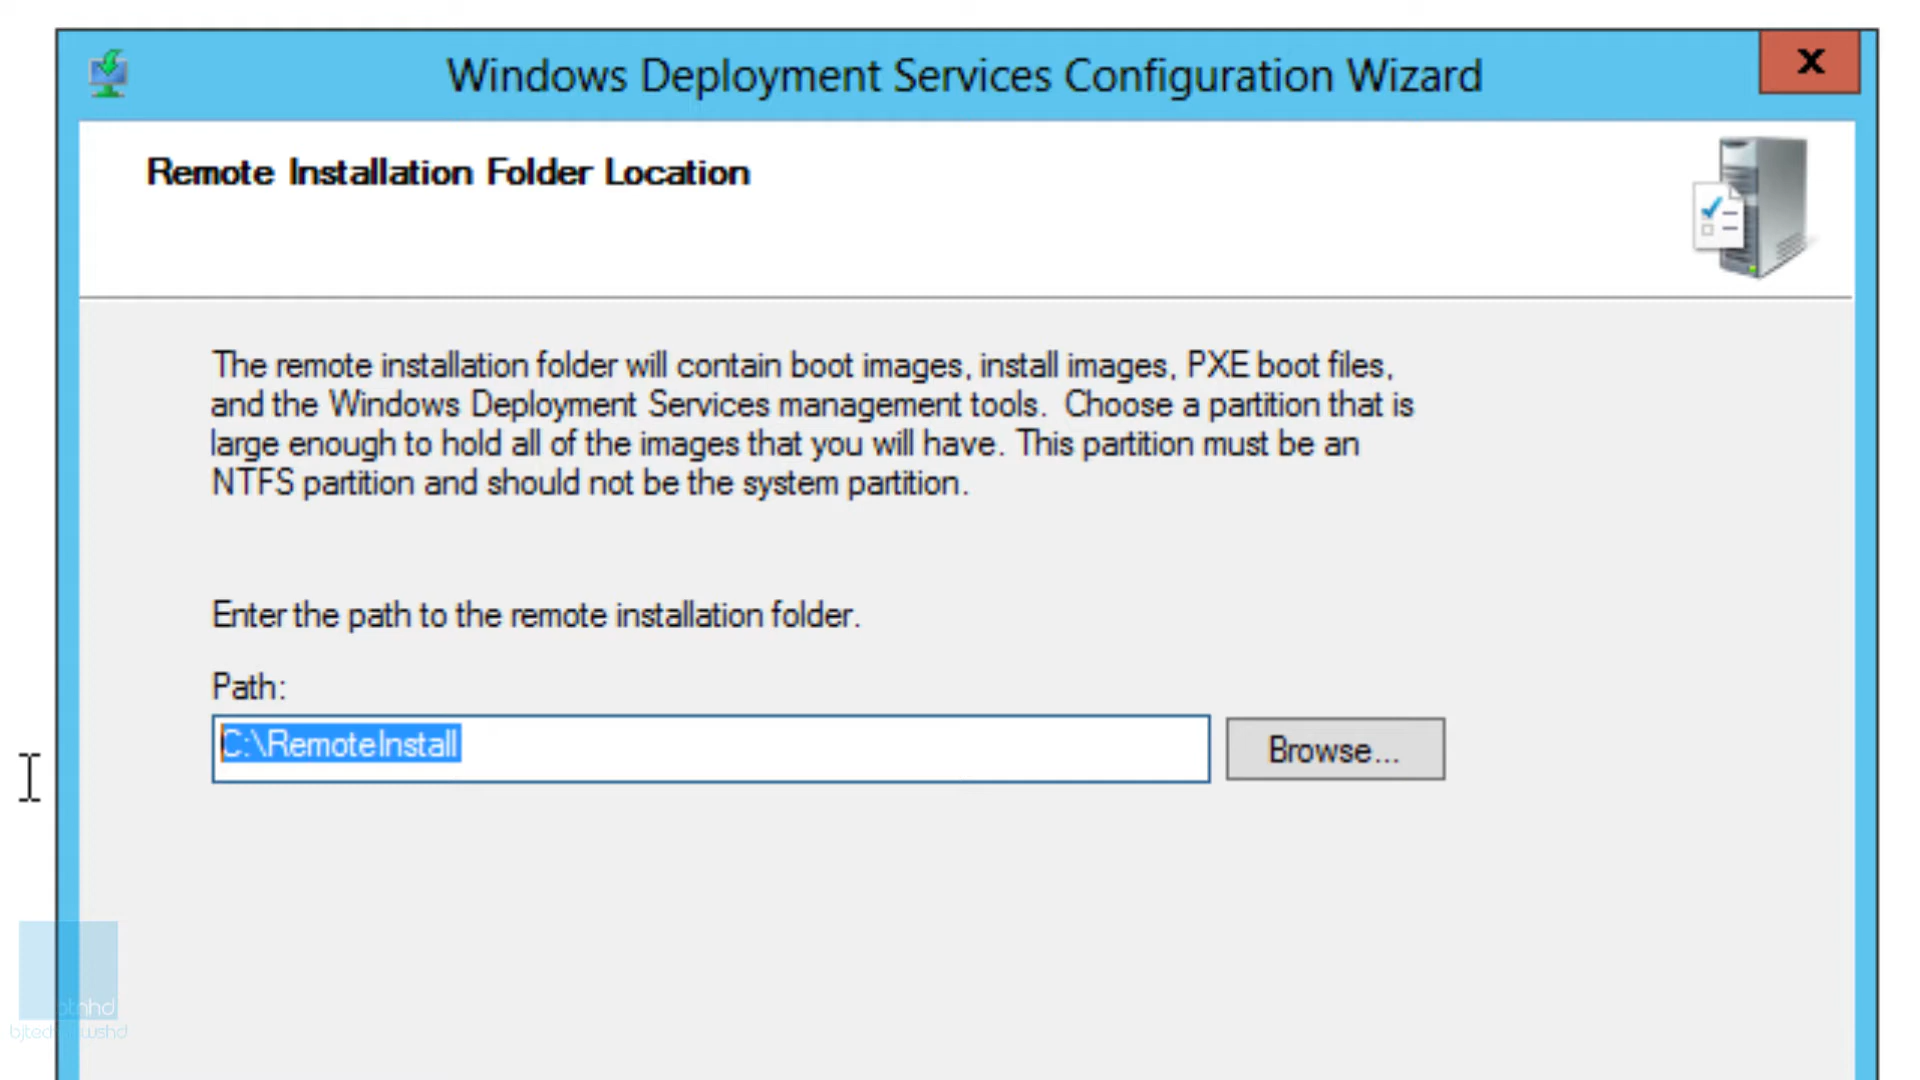 Windows Deployment Services Configuration Wizard
x
Remote Installation Folder Location
The remote installation folder will contain boot images, install images, PXE boot files,
and the Windows Deployment Services management tools.  Choose a partition that is
large enough to hold all of the images that you will have. This partition must be an
NTFS partition and should not be the system partition.
Enter the path to the remote installation folder.
Path:
C:\RemoteInstall
Browse...
btnhd